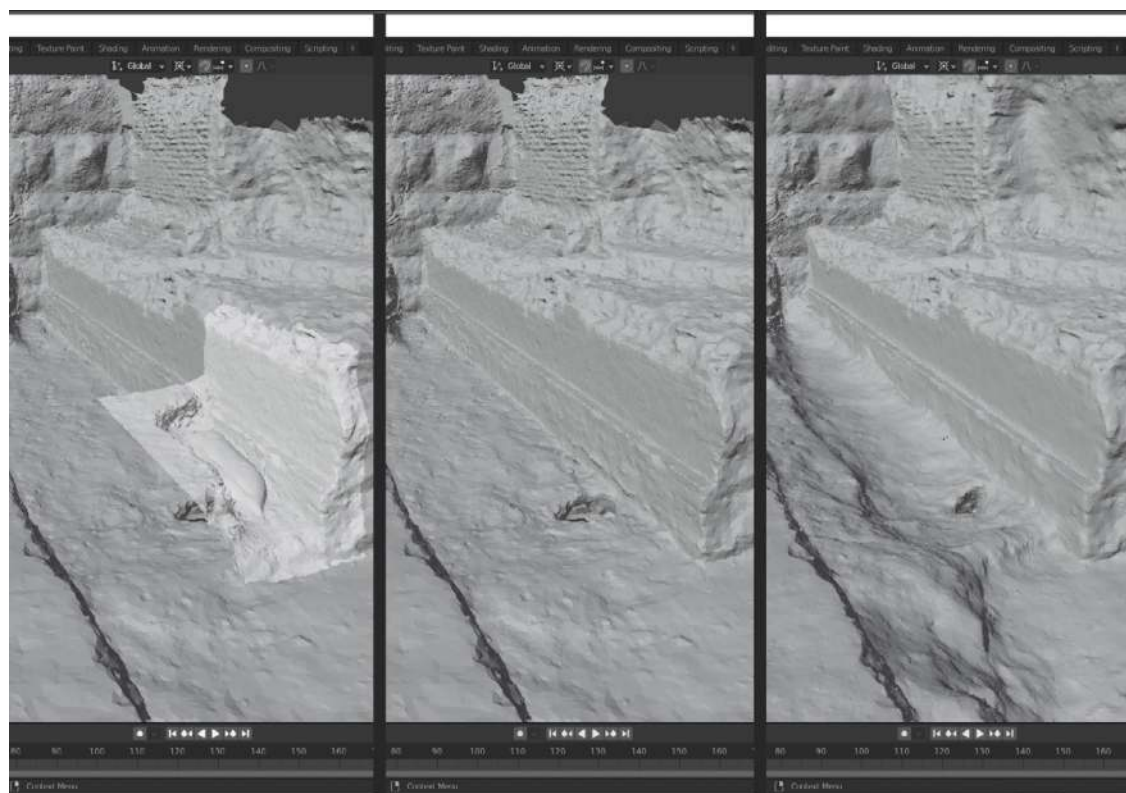 ting Texture Paint Shading Animation Rendering Compositing Scripting
Global
80 90 100 110 120 130 140 150 160
Context Menu
diting Texture Paint Shading Animation Rendering Compositing Scripting
Global
80 90 100 110 120 130 140 150 160
Context Menu
diting Texture Paint Shading Animation Rendering Compositing Scripting
Global
80 90 100 110 120 130 140 150 160
Context Menu